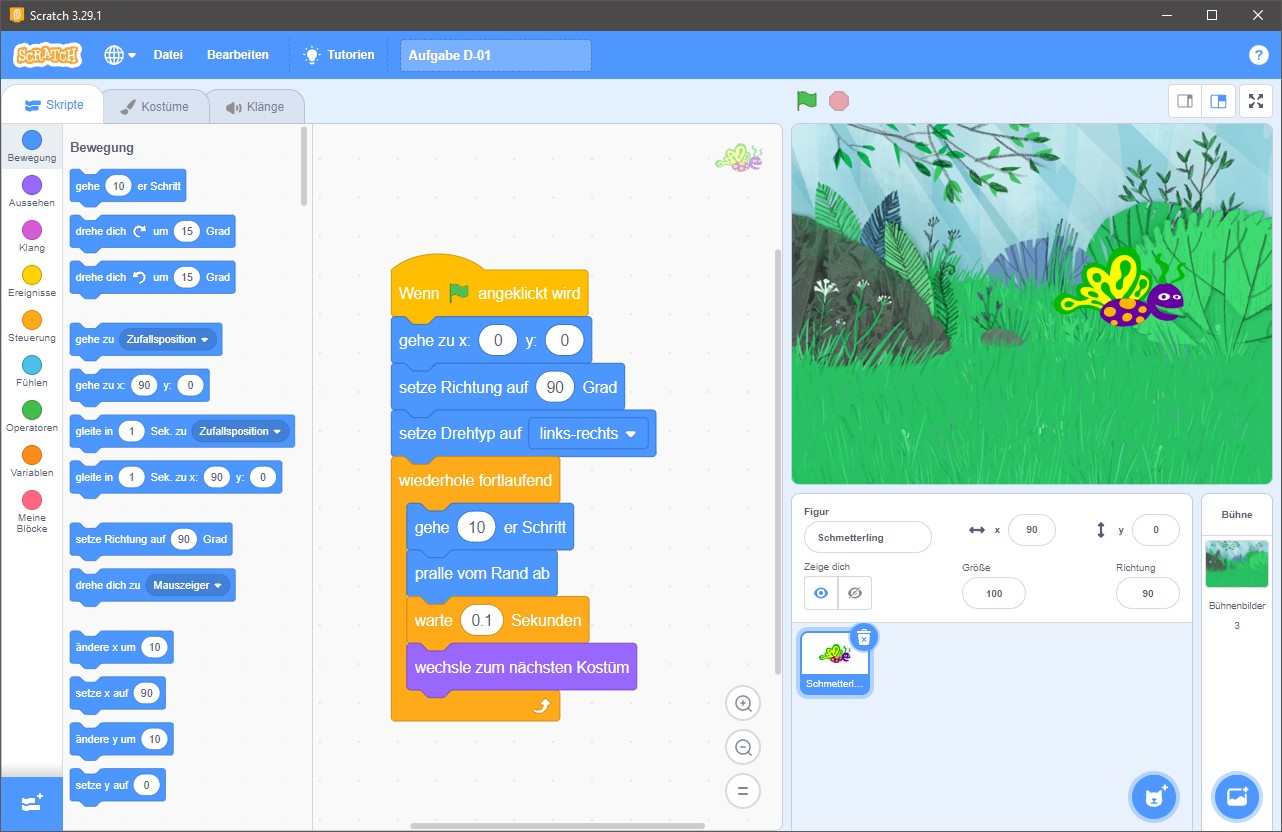 Scratch 3.29.1
SCRATCH
Datei
Bearbeiten
Tutorien
Aufgabe D-01
?
Skripte
Kostüme
Klänge
Bewegung
Aussehen
Klang
Ereignisse
Steuerung
Fühlen
Operatoren
Variablen
Meine
Blöcke
Bewegung
gehe 10 er Schritt
drehe dich um 15 Grad
drehe dich um 15 Grad
gehe zu Zufallsposition
gehe zu x: 90 y: 0
gleite in 1 Sek. zu Zufallsposition
gleite in 1 Sek. zu x: 90 y: 0
setze Richtung auf 90 Grad
drehe dich zu Mauszeiger
ändere x um 10
setze x auf 90
ändere y um 10
setze y auf 0
Wenn angeklickt wird
gehe zu x: 0 y: 0
setze Richtung auf 90 Grad
setze Drehtyp auf links-rechts
wiederhole fortlaufend
gehe 10 er Schritt
pralle vom Rand ab
warte 0.1 Sekunden
wechsle zum nächsten Kostüm
Figur
Schmetterling
x 90
y 0
Zeige dich
Größe
100
Richtung
90
Schmetterl...
Bühne
Bühnenbilder
3